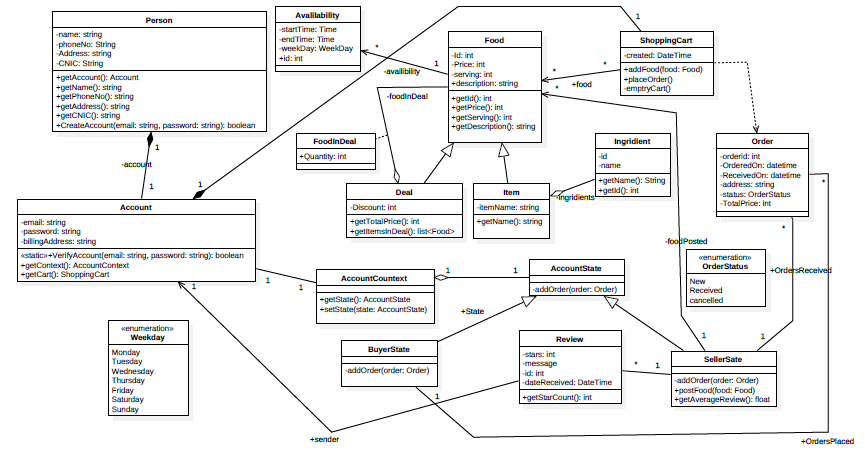 Person
-name: string
-phoneNo: String
-Address: String
-CNIC: String
+getAccount(): Account
+getName(): String
+getPhoneNo(): String
+getAddress(): String
+getCNIC(): String
+CreateAccount(email: string, password: string): boolean
Avalilability
-startTime: Time
-endTime: Time
-weekDay: WeekDay
+id: int
*
1
-availibility
-foodInDeal
Food
-Id: int
-Price: int
-serving: int
+description: string
+getId(): int
+getPrice(): int
+getServing(): int
+getDescription(): string
*
*
*
+food
1
ShoppingCart
-created: DateTime
+addFood(food: Food)
+placeOrder()
-emptryCart()
FoodInDeal
+Quantity: int
Ingridient
-id
-name
+getName(): String
+getId(): int
-Ingridients
Order
-orderid: int
-OrderedOn: datetime
-ReceivedOn: datetime
-address: string
-status: OrderStatus
-TotalPrice: int
*
*
1
-account
1
1
Deal
-Discount: int
+getTotalPrice(): int
+getItemsInDeal(): list<Food>
Item
-itemName: string
+getName(): string
Account
-email: string
-password: string
-billingAddress: string
«static»+VerifyAccount(email: string, password: string): boolean
+getContext(): AccountContext
+getCart(): ShoppingCart
1
1
1
-foodPosted
«enumeration»
OrderStatus
New
Received
cancelled
+OrdersReceived
AccountCountext
+getState(): AccountState
+setState(state: AccountState)
1
1
AccountState
-addOrder(order: Order)
+State
«enumeration»
Weekday
Monday
Tuesday
Wednesday
Thursday
Friday
Saturday
Sunday
BuyerState
-addOrder(order: Order)
1
Review
-stars: int
-message
-id: int
-dateReceived: DateTime
+getStarCount(): int
*
1
1
1
SellerSate
-addOrder(order: Order)
+postFood(food: Food)
+getAverageReview(): float
+sender
+OrdersPlaced